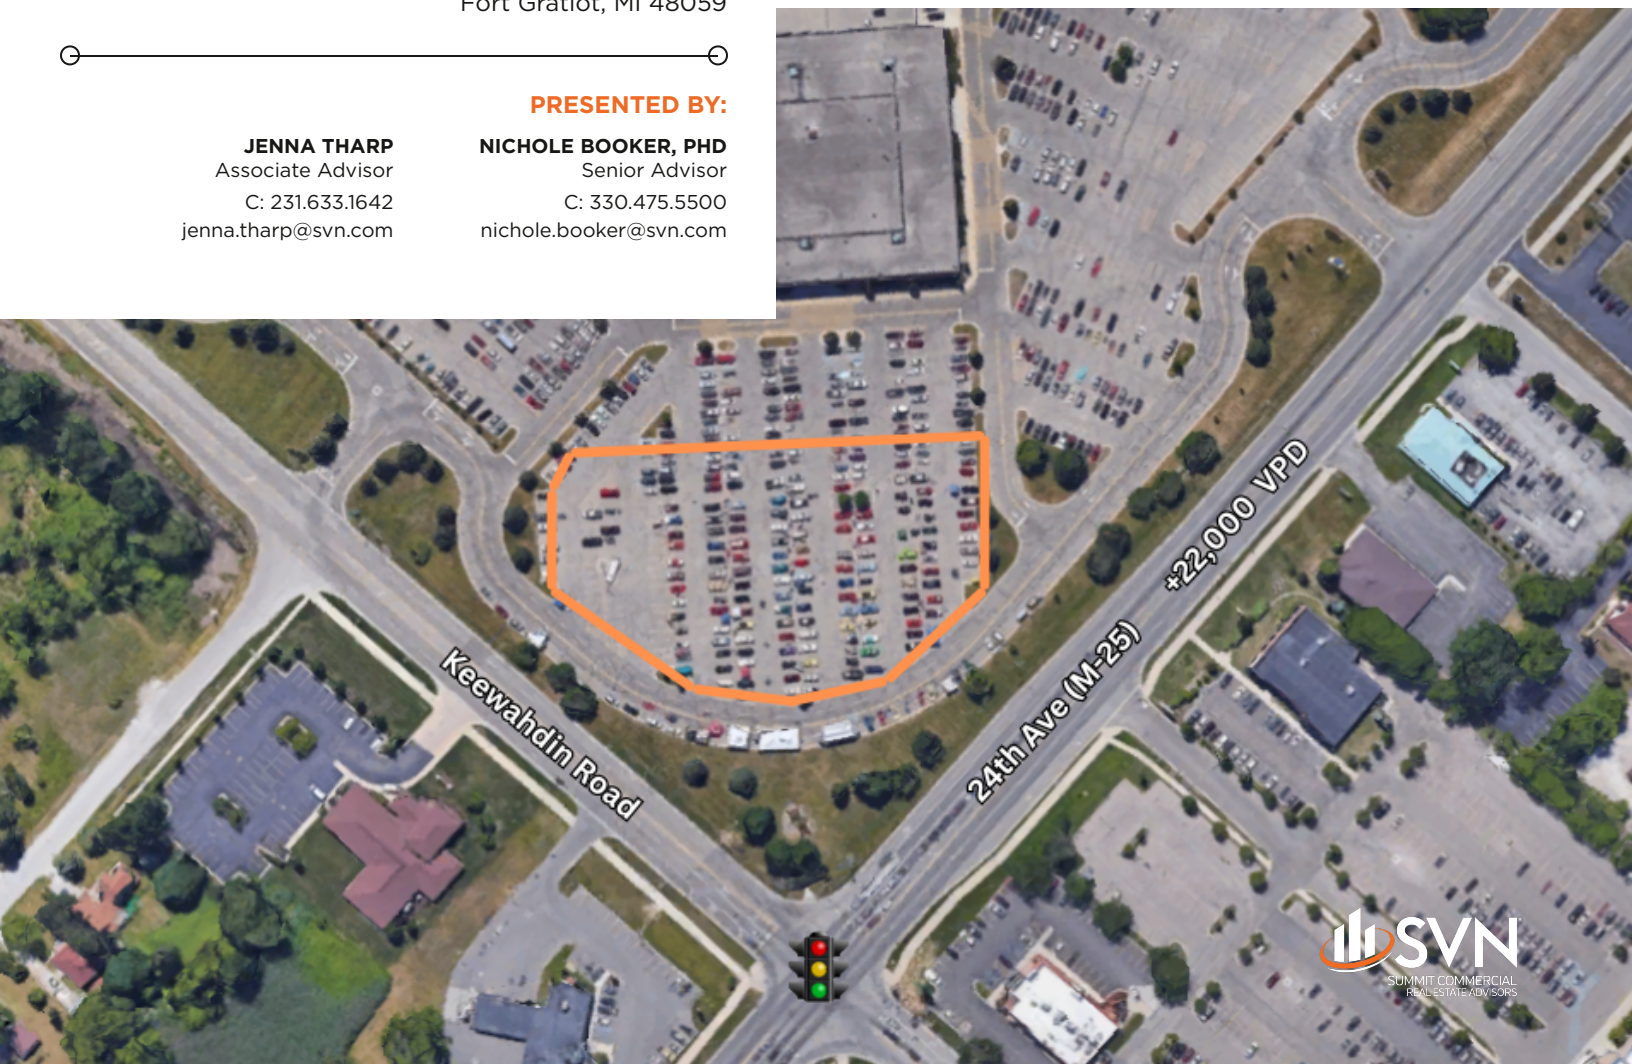 Fort Gratiot, MI 48059
PRESENTED BY:
JENNA THARP
Associate Advisor
C: 231.633.1642
jenna.tharp@svn.com
NICHOLE BOOKER, PHD
Senior Advisor
C: 330.475.5500
nichole.booker@svn.com
+22,000 VPD
24th Ave (M-25)
Keewahdin Road
SVN
SUMMIT COMMERCIAL
REAL ESTATE ADVISORS